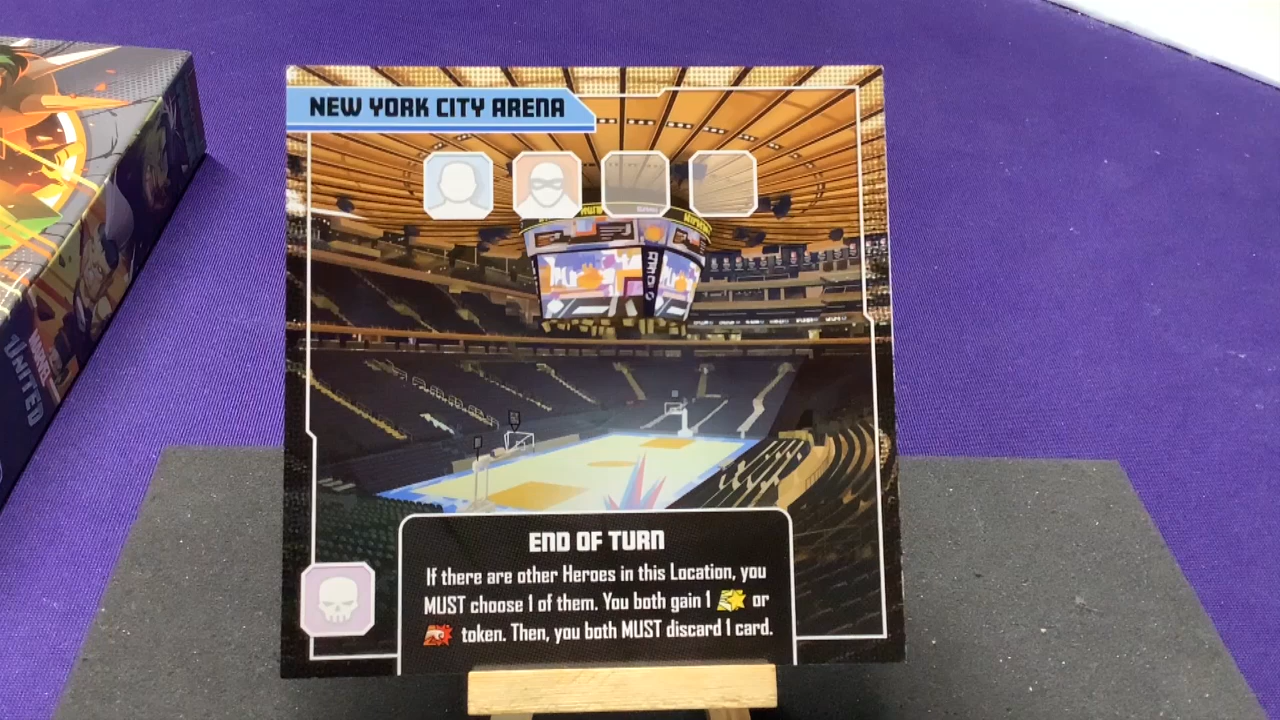 NEW YORK CITY ARENA
END OF TURN
If there are other Heroes in this Location, you
MUST choose 1 of them. You both gain 1 or
token. Then, you both MUST discard 1 card.
MARVEL
UNITED